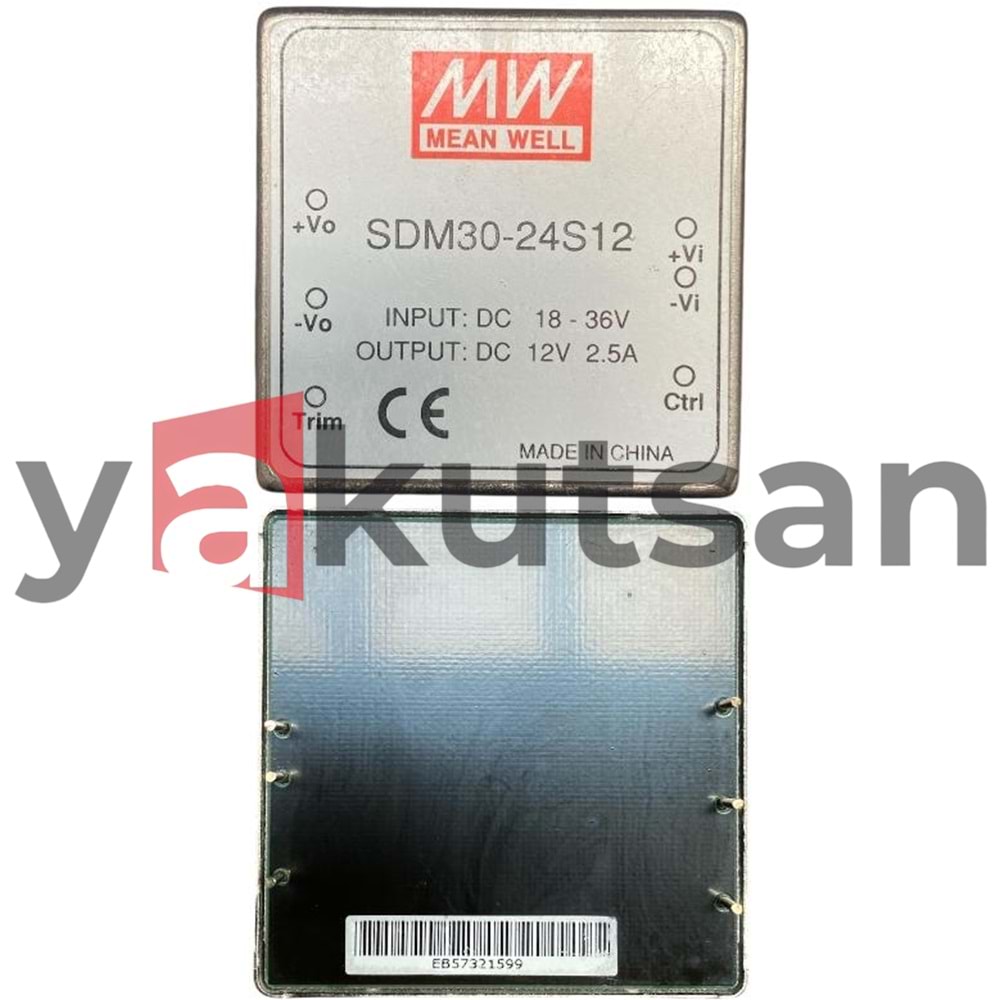 MW
MEAN WELL
+Vo
SDM30-24S12
+Vi
-Vi
-Vo
INPUT: DC 18 - 36V
OUTPUT: DC 12V 2.5A
Ctrl
Trim
CE
MADE IN CHINA
yakutsan
EB57321599